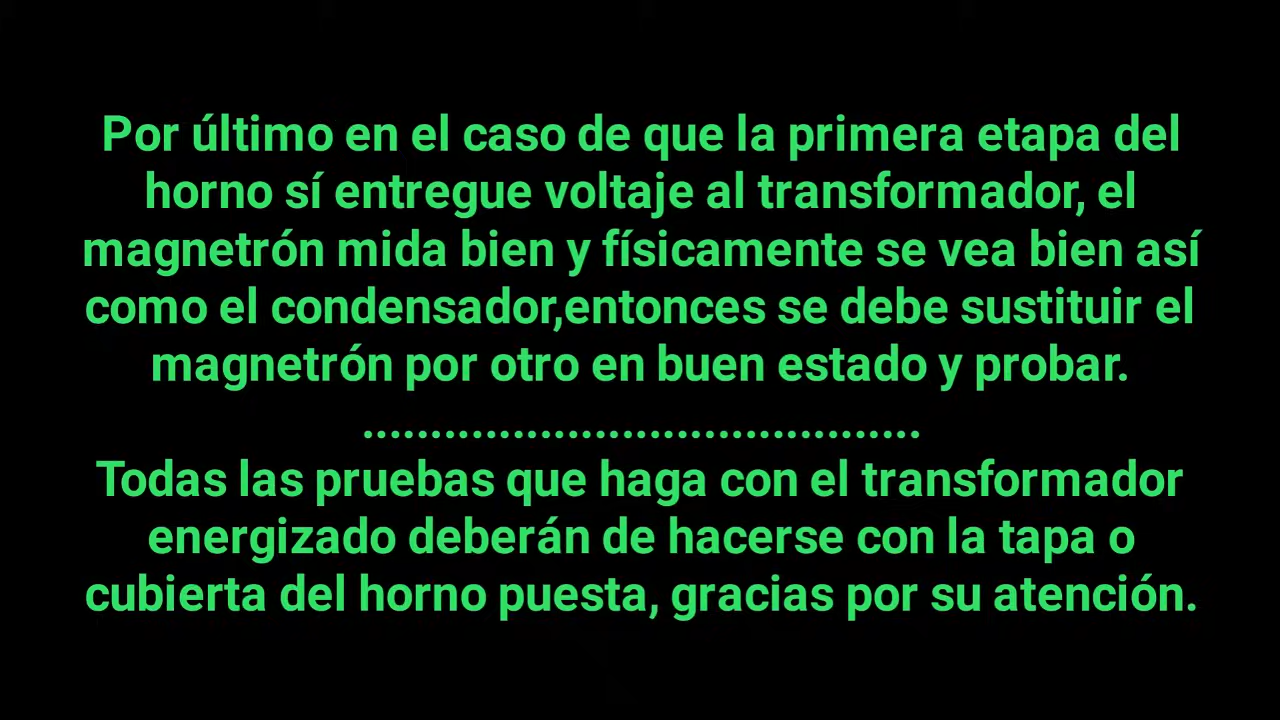 Por último en el caso de que la primera etapa del
horno sí entregue voltaje al transformador, el
magnetrón mida bien y físicamente se vea bien así
como el condensador,entonces se debe sustituir el
magnetrón por otro en buen estado y probar.
.........................................
Todas las pruebas que haga con el transformador
energizado deberán de hacerse con la tapa o
cubierta del horno puesta, gracias por su atención.